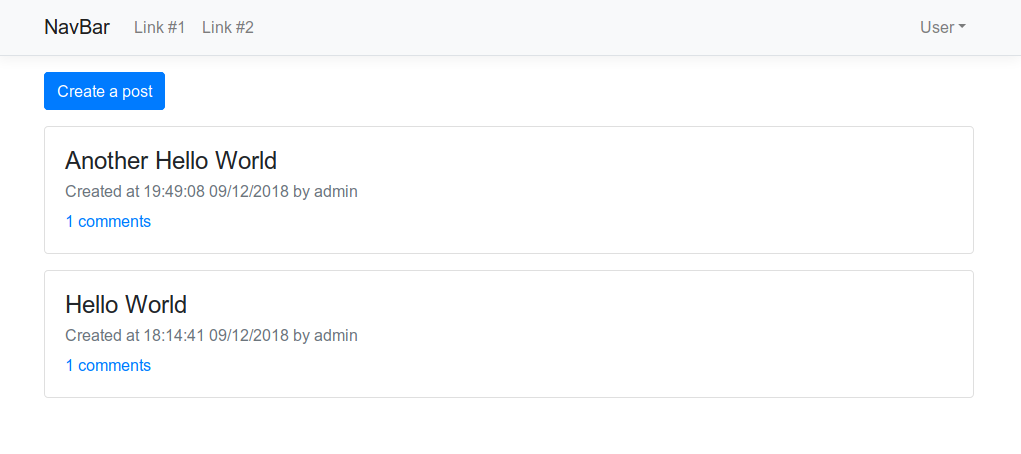 NavBar Link #1 Link #2 User
Create a post
Another Hello World
Created at 19:49:08 09/12/2018 by admin
1 comments
Hello World
Created at 18:14:41 09/12/2018 by admin
1 comments